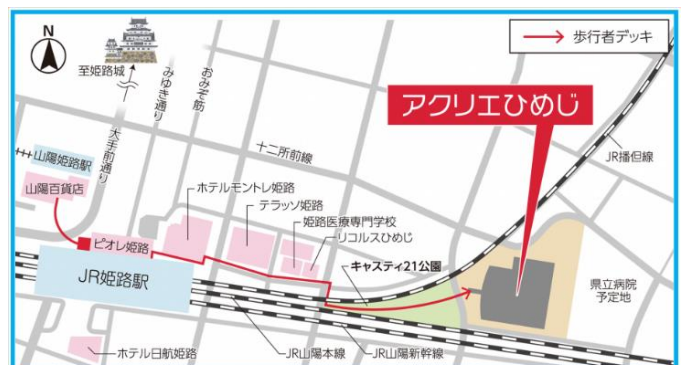 N
至姫路城
みゆき通り
おみぞ筋
歩行者デッキ
大手前通り
アクリエひめじ
十二所前線
JR播但線
山陽姫路駅
山陽百貨店
ホテルモントレ姫路
テラッソ姫路
姫路医療専門学校
リコルスひめじ
ピオレ姫路
キャスティ21公園
JR姫路駅
県立病院
予定地
ホテル日航姫路
JR山陽本線
JR山陽新幹線